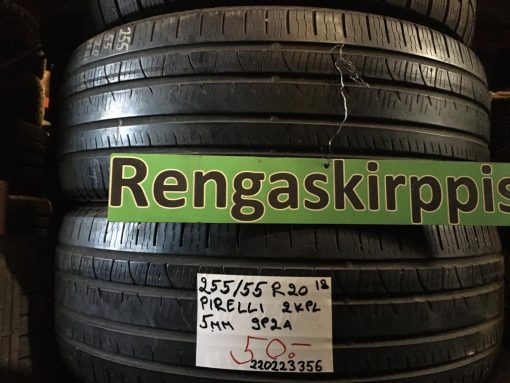 Rengaskirppis
255/55 R20 18
PIRELLI 2KPL
5MM 9P2A
50:-
220223356